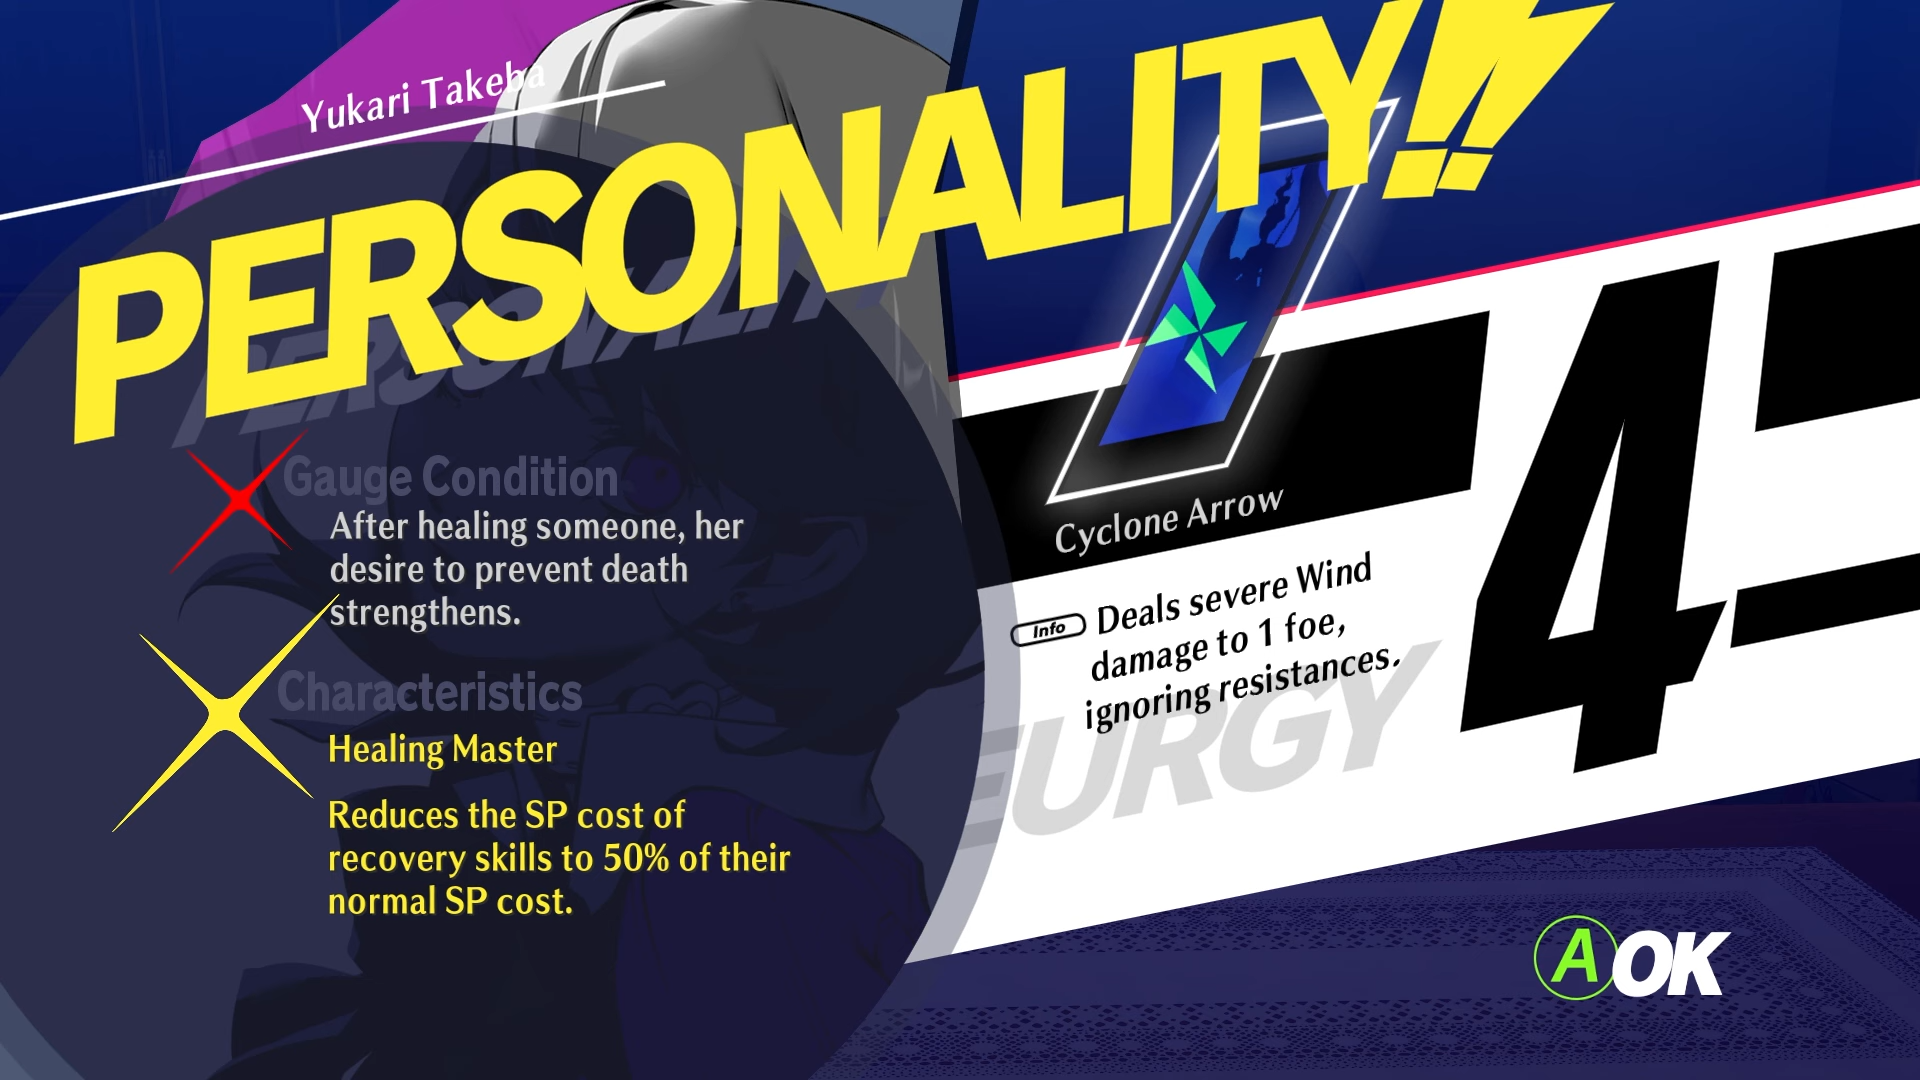 Yukari Takeba
PERSONALITY!!
PERSONALITY
Gauge Condition
After healing someone, her
desire to prevent death
strengthens.
Characteristics
Healing Master
Reduces the SP cost of
recovery skills to 50% of their
normal SP cost.
Cyclone Arrow
Info Deals severe Wind
damage to 1 foe,
ignoring resistances.
EURGY
4
A OK